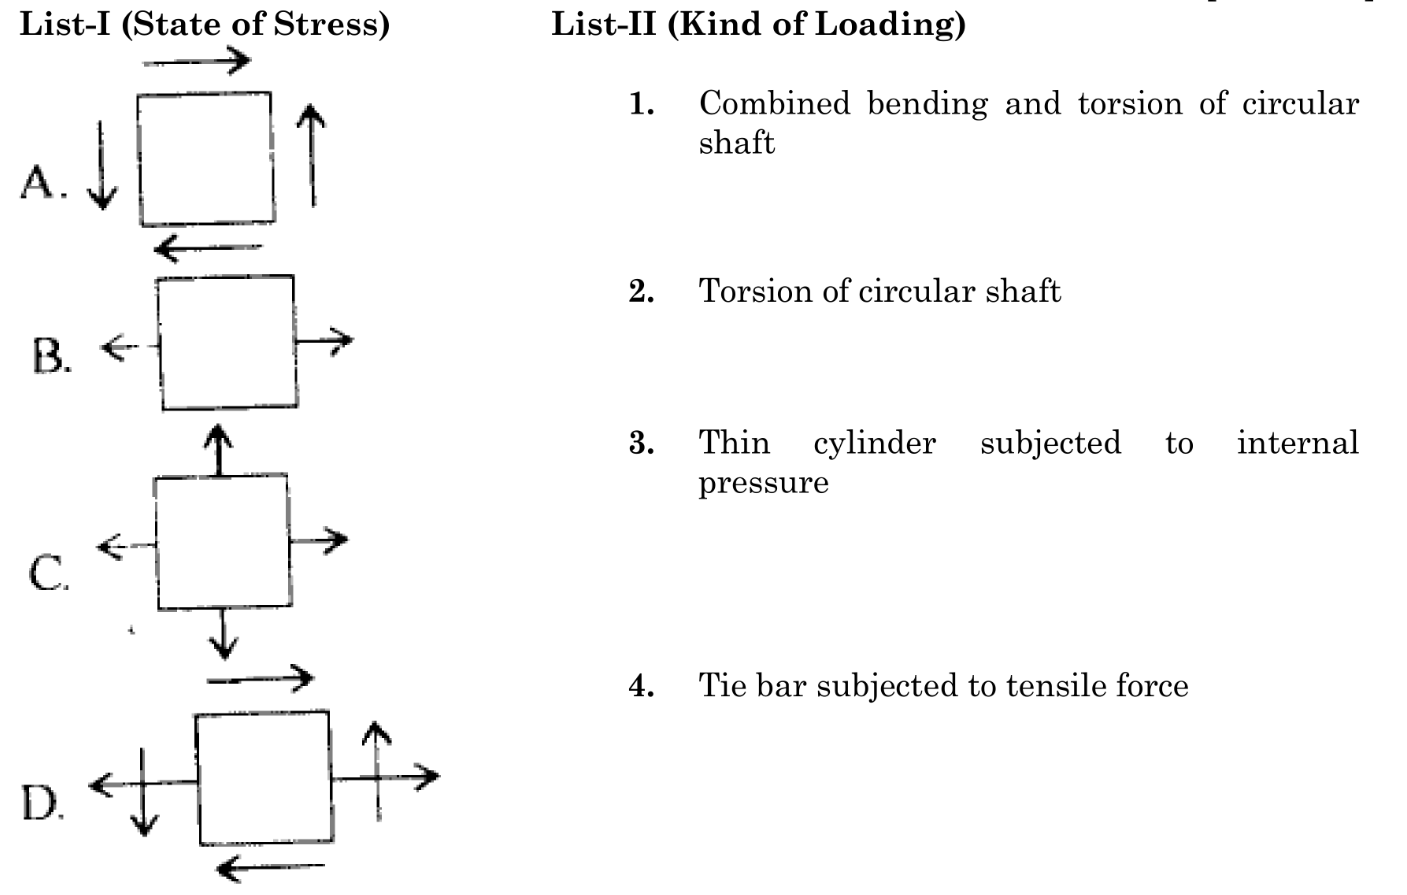 List-I (State of Stress) List-II (Kind of Loading)
1. Combined bending and torsion of circular
shaft
A.
2. Torsion of circular shaft
B.
3. Thin cylinder subjected to internal
pressure
C.
4. Tie bar subjected to tensile force
D.